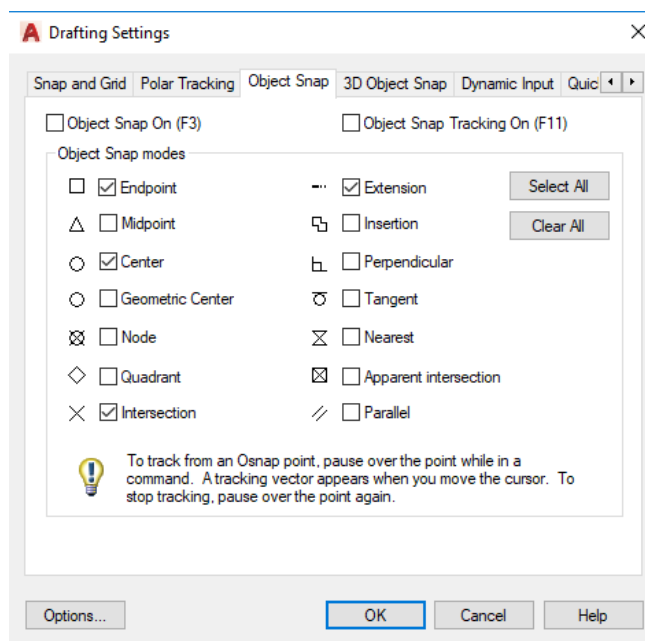 Drafting Settings
Snap and Grid Polar Tracking Object Snap 3D Object Snap Dynamic Input Quic
Object Snap On (F3) Object Snap Tracking On (F11)
Object Snap modes
Endpoint Extension Select All
Midpoint Insertion Clear All
Center Perpendicular
Geometric Center Tangent
Node Nearest
Quadrant Apparent intersection
Intersection Parallel
To track from an Osnap point, pause over the point while in a
command. A tracking vector appears when you move the cursor. To
stop tracking, pause over the point again.
Options... OK Cancel Help